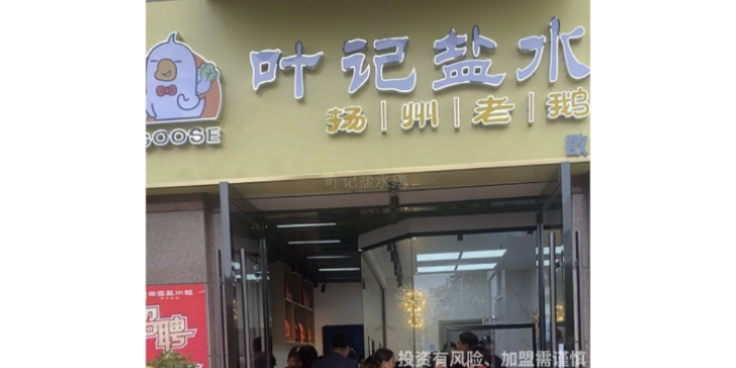 叶记盐水
扬|州|老|鹅
GOOSE
叶记盐水鹅
聘
投资有风险、加盟需谨慎